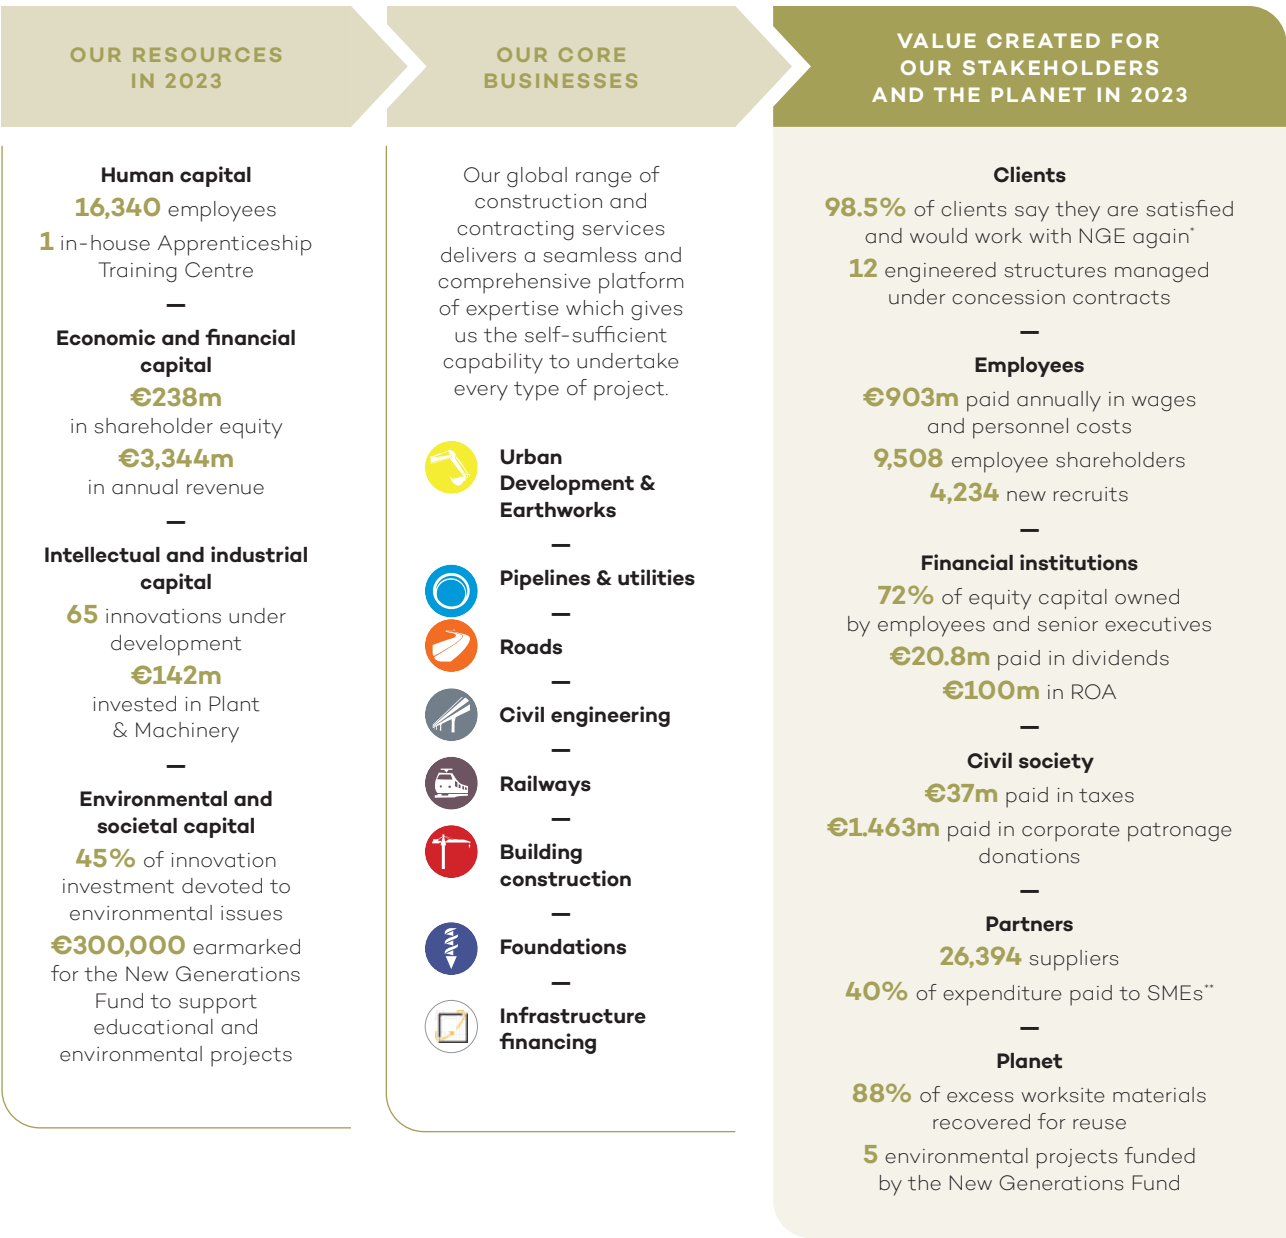 OUR RESOURCES
IN 2023
Human capital
16,340 employees
1 in-house Apprenticeship
Training Centre
—
Economic and financial
capital
€238m
in shareholder equity
€3,344m
in annual revenue
—
Intellectual and industrial
capital
65 innovations under
development
€142m
invested in Plant
& Machinery
—
Environmental and
societal capital
45% of innovation
investment devoted to
environmental issues
€300,000 earmarked
for the New Generations
Fund to support
educational and
environmental projects
OUR CORE
BUSINESSES
Our global range of
construction and
contracting services
delivers a seamless and
comprehensive platform
of expertise which gives
us the self-sufficient
capability to undertake
every type of project.
Urban
Development &
Earthworks
—
Pipelines & utilities
—
Roads
—
Civil engineering
—
Railways
—
Building
construction
—
Foundations
—
Infrastructure
financing
VALUE CREATED FOR
OUR STAKEHOLDERS
AND THE PLANET IN 2023
Clients
98.5% of clients say they are satisfied
and would work with NGE again*
12 engineered structures managed
under concession contracts
—
Employees
€903m paid annually in wages
and personnel costs
9,508 employee shareholders
4,234 new recruits
—
Financial institutions
72% of equity capital owned
by employees and senior executives
€20.8m paid in dividends
€100m in ROA
—
Civil society
€37m paid in taxes
€1.463m paid in corporate patronage
donations
—
Partners
26,394 suppliers
40% of expenditure paid to SMEs**
—
Planet
88% of excess worksite materials
recovered for reuse
5 environmental projects funded
by the New Generations Fund